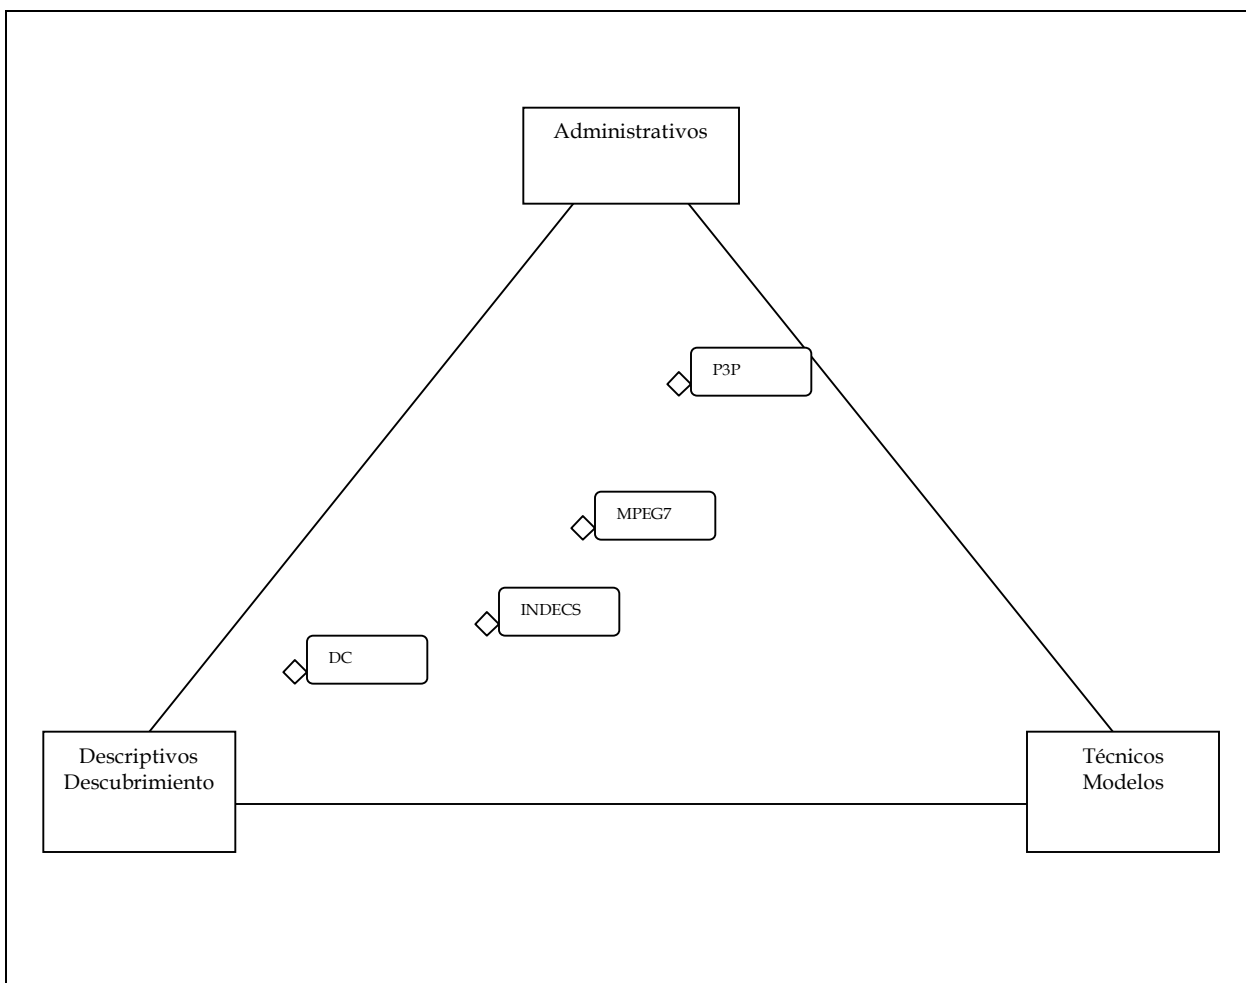 Administrativos
P3P
MPEG7
INDECS
DC
Descriptivos
Descubrimiento
Técnicos
Modelos